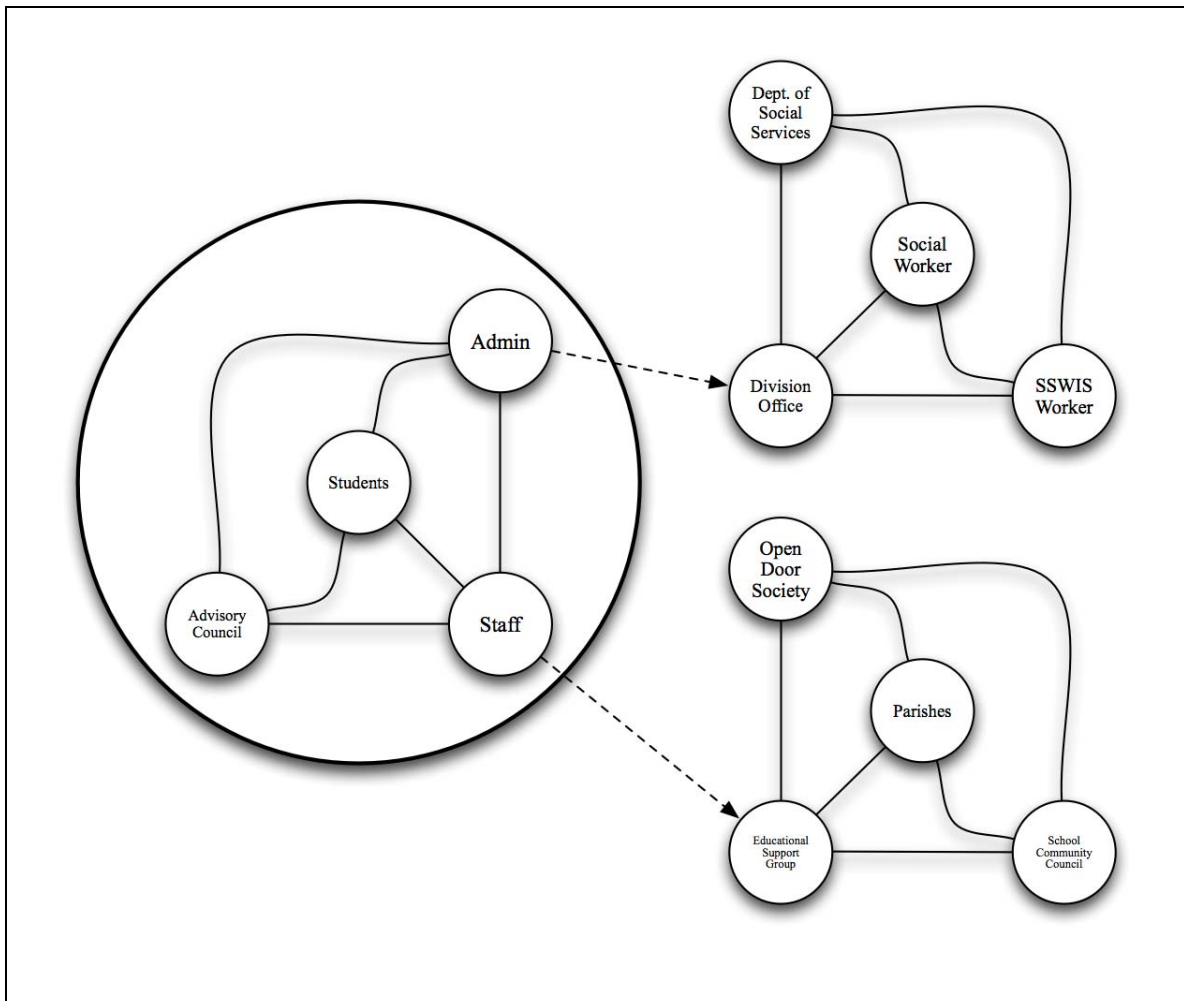 Dept. of
Social
Services
Social
Worker
Admin
Division
Office
SSWIS
Worker
Students
Open
Door
Society
Advisory
Council
Staff
Parishes
Educational
Support
Group
School
Community
Council